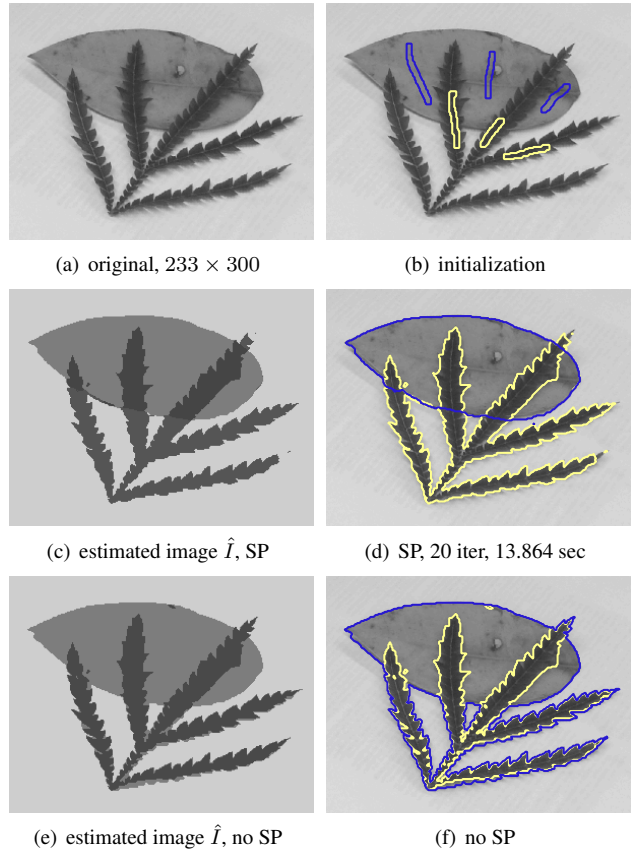 (a) original, 233 × 300
(b) initialization
(c) estimated image Î, SP
(d) SP, 20 iter, 13.864 sec
(e) estimated image Î, no SP
(f) no SP